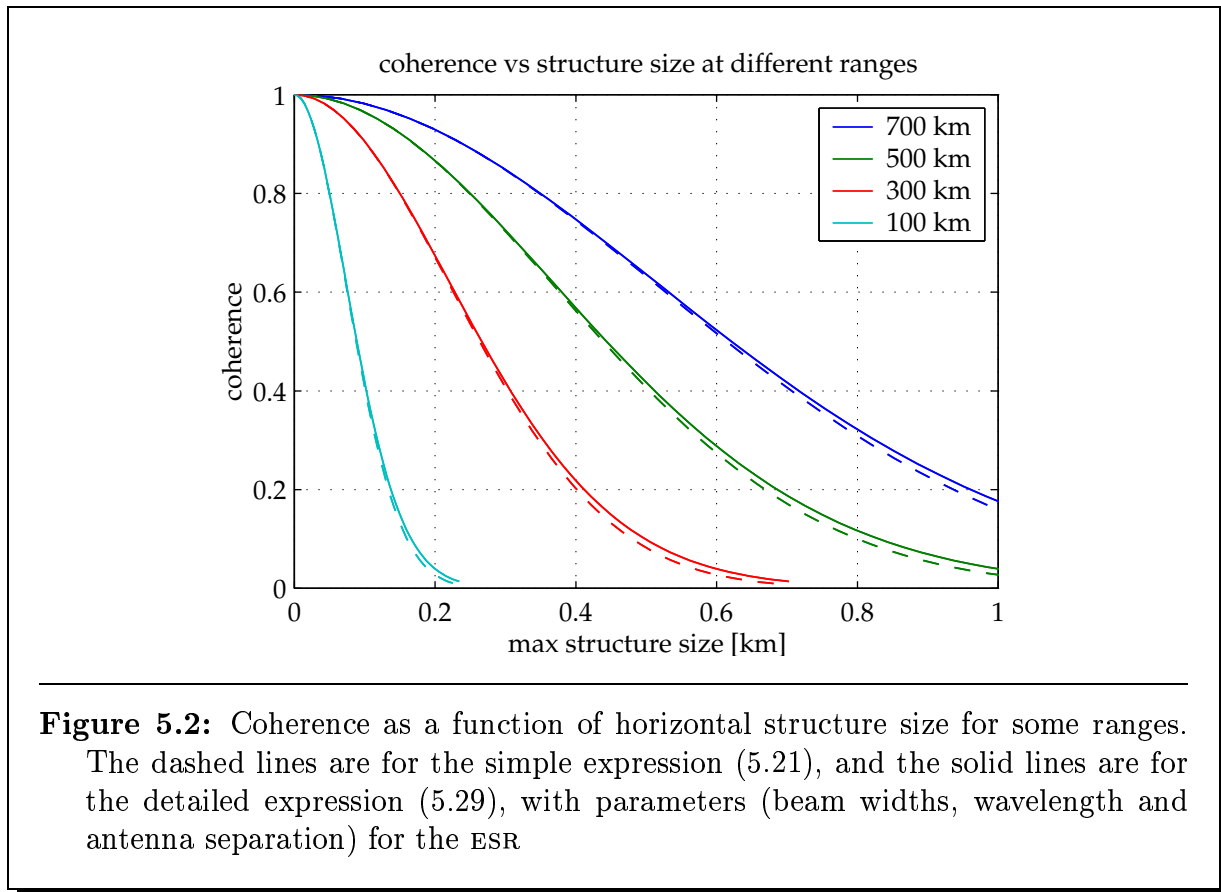 coherence vs structure size at different ranges
1
0.8
0.6
0.4
0.2
0
coherence
700 km
500 km
300 km
100 km
0 0.2 0.4 0.6 0.8 1
max structure size [km]
Figure 5.2: Coherence as a function of horizontal structure size for some ranges.
The dashed lines are for the simple expression (5.21), and the solid lines are for
the detailed expression (5.29), with parameters (beam widths, wavelength and
antenna separation) for the ESR